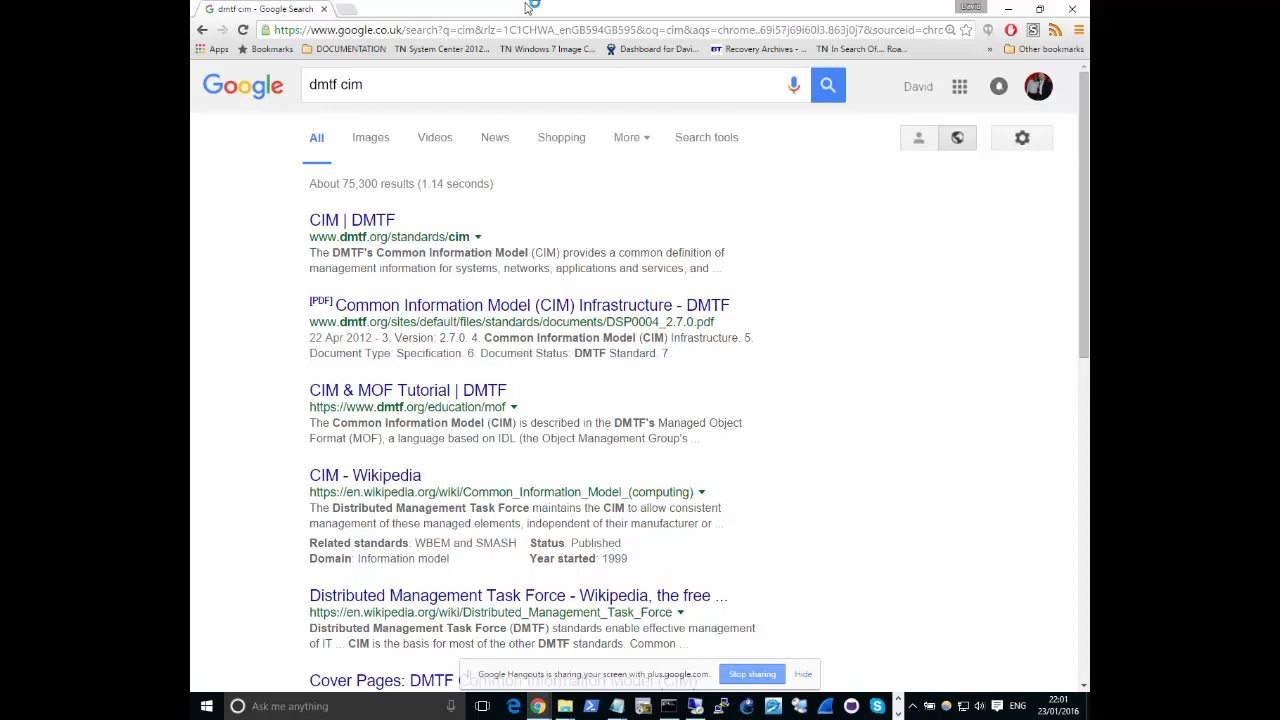 David
dmtf cim - Google Search
https://www.google.co.uk/search?q=cim&rlz=1C1CHWA_enGB594GB595&oq=cim&aqs=chrome..69i57j69i60l3.863j0j7&sourceid=chrc
Apps Bookmarks DOCUMENTATION TN System Center 2012... TN Windows 7 Image C... Dashboard for Davi... BT Recovery Archives - ... TN In Search Of... Roa... » Other bookmarks
Google dmtf cim David
All Images Videos News Shopping More Search tools
About 75,300 results (1.14 seconds)
CIM | DMTF
www.dmtf.org/standards/cim
The DMTF's Common Information Model (CIM) provides a common definition of
management information for systems, networks, applications and services, and ...
[PDF] Common Information Model (CIM) Infrastructure - DMTF
www.dmtf.org/sites/default/files/standards/documents/DSP0004_2.7.0.pdf
22 Apr 2012 - 3. Version: 2.7.0. 4. Common Information Model (CIM) Infrastructure. 5.
Document Type: Specification. 6. Document Status: DMTF Standard. 7.
CIM & MOF Tutorial | DMTF
https://www.dmtf.org/education/mof
The Common Information Model (CIM) is described in the DMTF's Managed Object
Format (MOF), a language based on IDL (the Object Management Group's ...
CIM - Wikipedia
https://en.wikipedia.org/wiki/Common_Information_Model_(computing)
The Distributed Management Task Force maintains the CIM to allow consistent
management of these managed elements, independent of their manufacturer or ...
Related standards: WBEM and SMASH Status: Published
Domain: Information model Year started: 1999
Distributed Management Task Force - Wikipedia, the free ...
https://en.wikipedia.org/wiki/Distributed_Management_Task_Force
Distributed Management Task Force (DMTF) standards enable effective management
of IT ... CIM is the basis for most of the other DMTF standards. Common ...
Google Hangouts is sharing your screen with plus.google.com. Stop sharing Hide
Cover Pages: DMTF Common Information Model (CIM)
Ask me anything ENG 22:01
23/01/2016